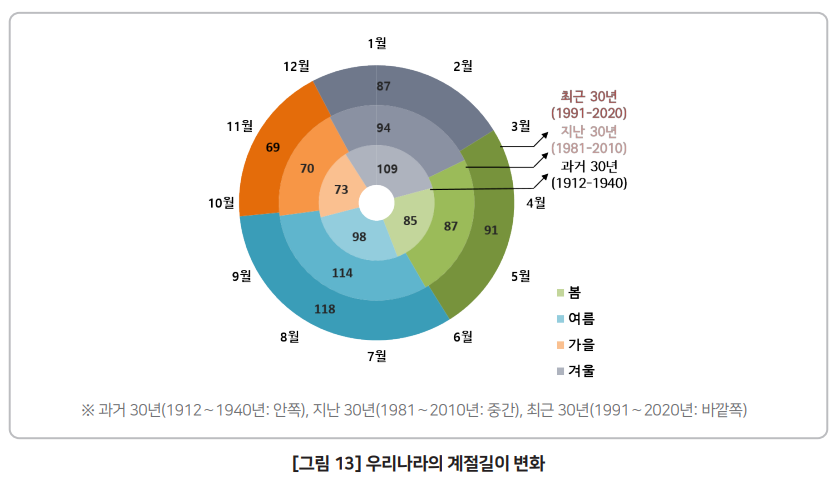 1월
2월
3월
4월
5월
6월
7월
8월
9월
10월
11월
12월
87
94
109
69
70
73
85
87
91
98
114
118
최근 30년
(1991-2020)
지난 30년
(1981-2010)
과거 30년
(1912-1940)
봄
여름
가을
겨울
※ 과거 30년(1912~1940년: 안쪽), 지난 30년(1981~2010년: 중간), 최근 30년(1991~2020년: 바깥쪽)
[그림 13] 우리나라의 계절길이 변화